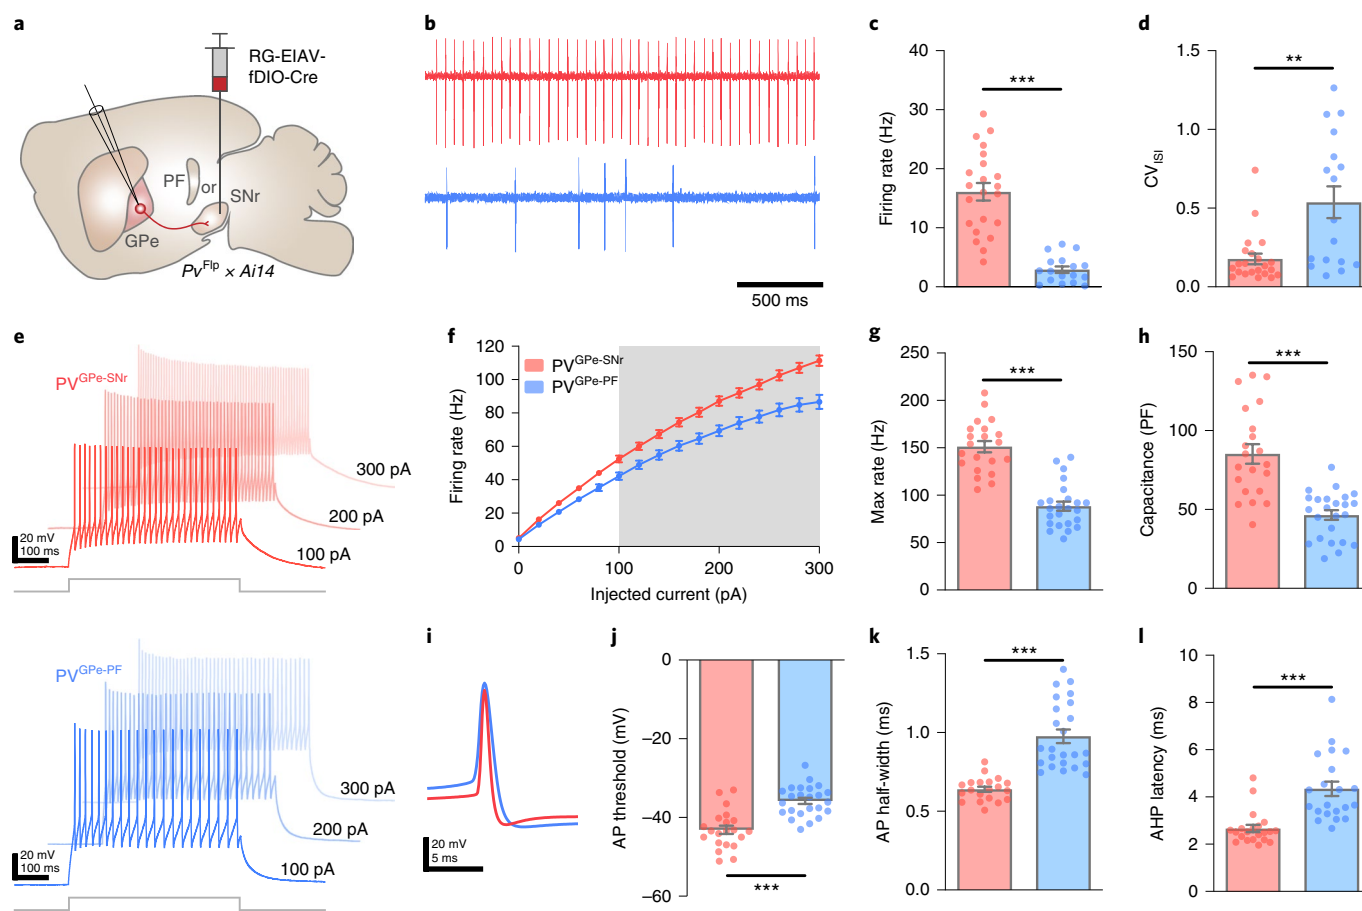 a
RG-EIAV-
fDIO-Cre
PF
or
SNr
GPe
Pv^Flp × Ai14
b
500 ms
c
Firing rate (Hz)
40
30
20
10
0
***
d
CV_ISI
1.5
1.0
0.5
0.0
**
e
PV^GPe-SNr
300 pA
200 pA
100 pA
20 mV
100 ms
PV^GPe-PF
300 pA
200 pA
100 pA
20 mV
100 ms
f
Firing rate (Hz)
120
100
80
60
40
20
0
PV^GPe-SNr
PV^GPe-PF
0
100
200
300
Injected current (pA)
g
Max rate (Hz)
250
200
150
100
50
0
***
h
Capacitance (PF)
150
100
50
0
***
i
20 mV
5 ms
j
AP threshold (mV)
0
–20
–40
–60
***
k
AP half-width (ms)
1.5
1.0
0.5
0.0
***
l
AHP latency (ms)
10
8
6
4
2
0
***